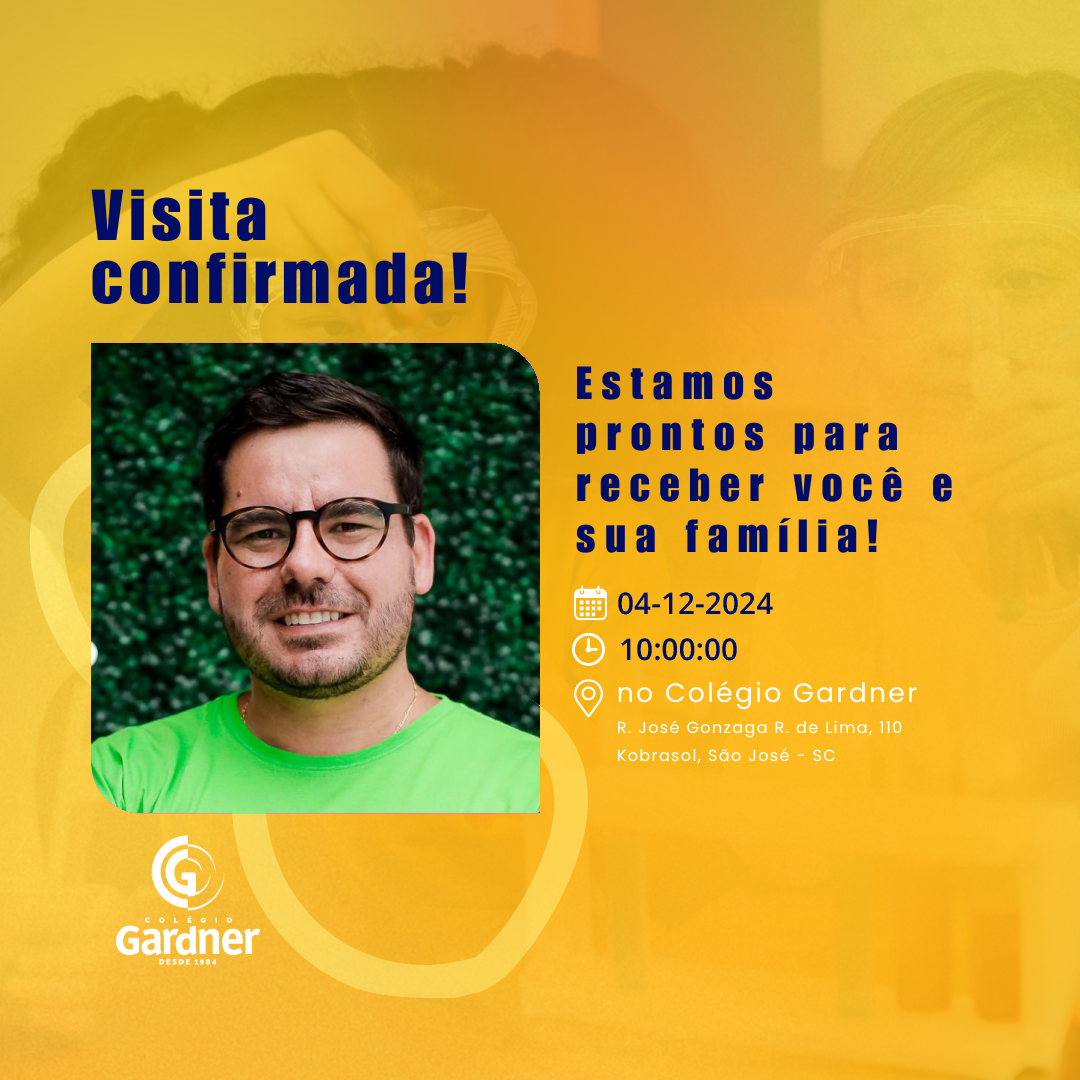 Visita
confirmada!
Estamos
prontos para
receber você e
sua família!
04-12-2024
10:00:00
no Colégio Gardner
R. José Gonzaga R. de Lima, 110
Kobrasol, São José - SC
G
COLÉGIO
Gardner
DESDE 1984